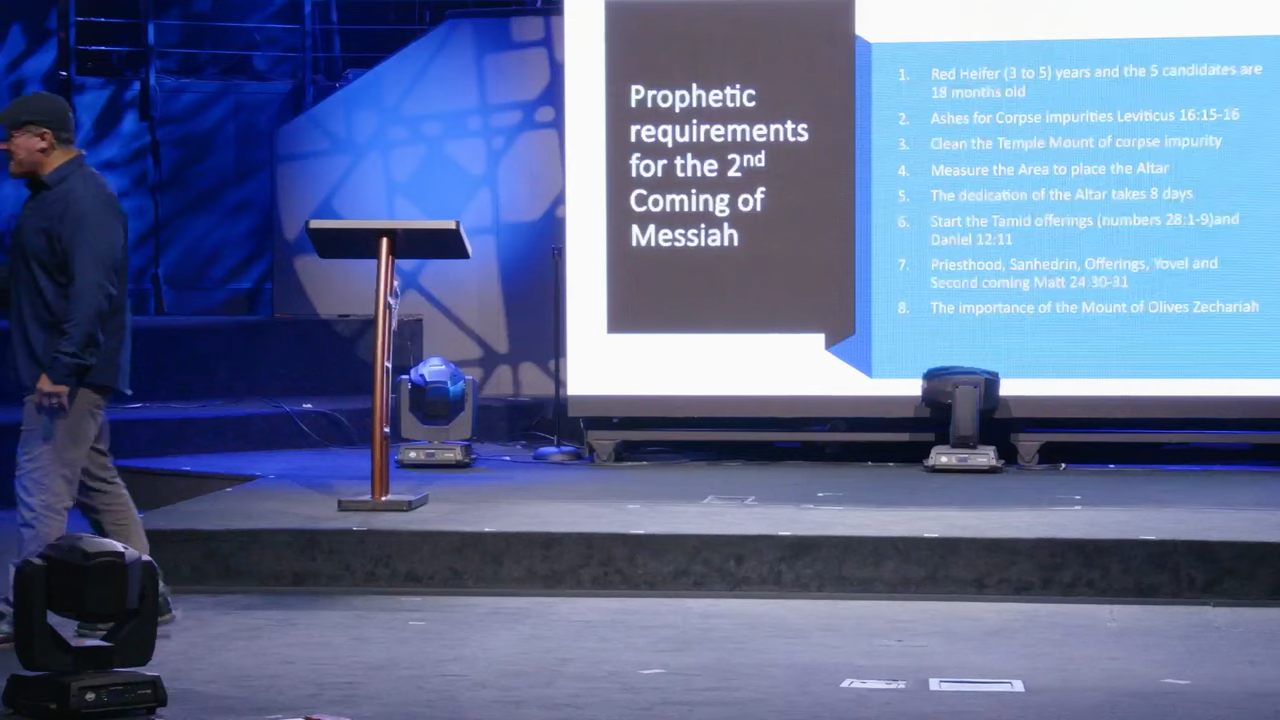 Prophetic
requirements
for the 2nd
Coming of
Messiah
1. Red Heifer (3 to 5) years and the 5 candidates are
18 months old
2. Ashes for Corpse impurities Leviticus 16:15-16
3. Clean the Temple Mount of corpse impurity
4. Measure the Area to place the Altar
5. The dedication of the Altar takes 8 days
6. Start the Tamid offerings (numbers 28:1-9)and
Daniel 12:11
7. Priesthood, Sanhedrin, Offerings, Yovel and
Second coming Matt 24:30-31
8. The importance of the Mount of Olives Zechariah